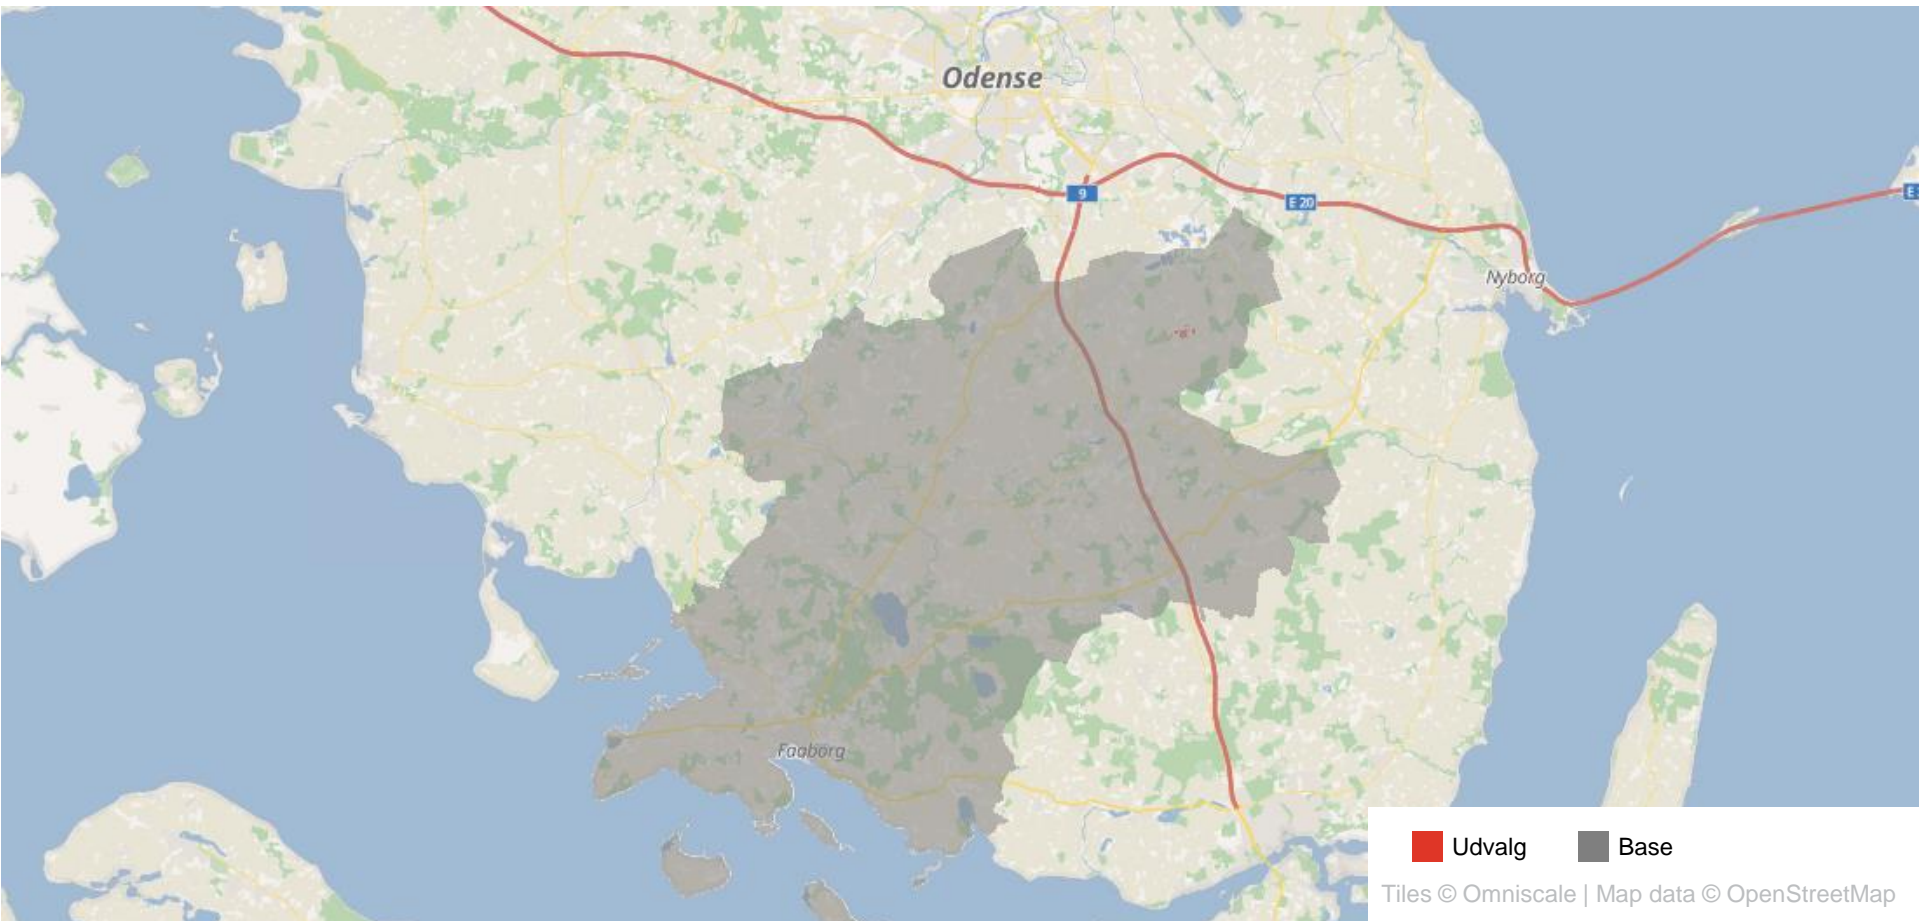 Odense
9
E 20
E
Nyborg
Faaborg
Udvalg
Base
Tiles © Omniscale | Map data © OpenStreetMap